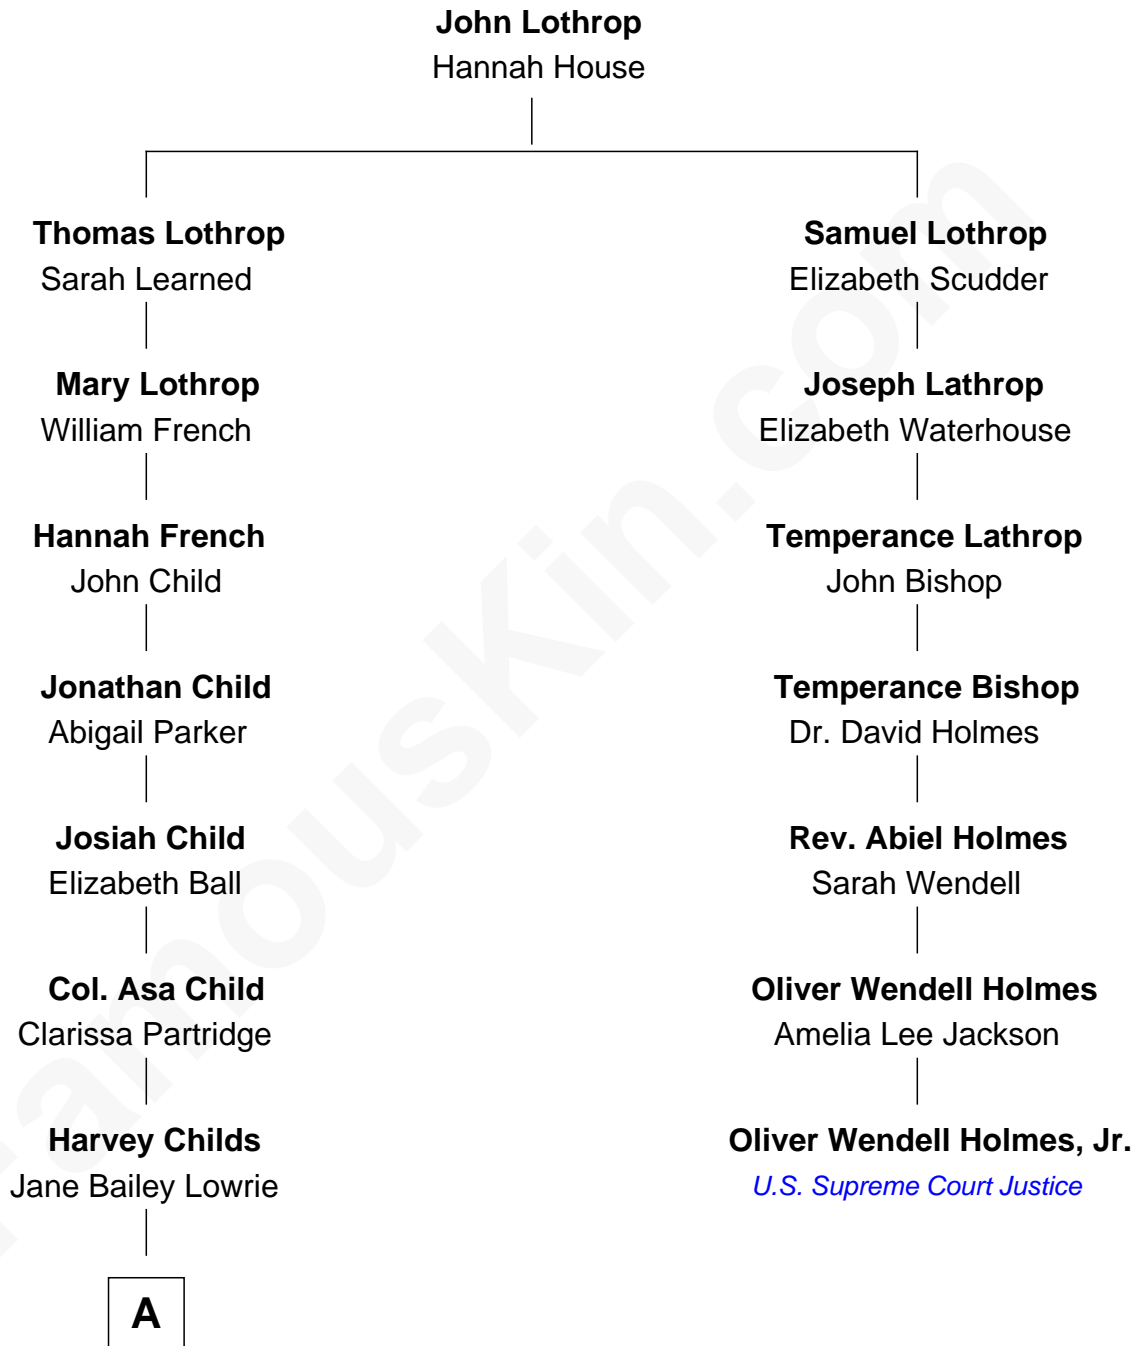 John Lothrop
Hannah House
Thomas Lothrop
Sarah Learned
Mary Lothrop
William French
Hannah French
John Child
Jonathan Child
Abigail Parker
Josiah Child
Elizabeth Ball
Col. Asa Child
Clarissa Partridge
Harvey Childs
Jane Bailey Lowrie
A
Samuel Lothrop
Elizabeth Scudder
Joseph Lathrop
Elizabeth Waterhouse
Temperance Lathrop
John Bishop
Temperance Bishop
Dr. David Holmes
Rev. Abiel Holmes
Sarah Wendell
Oliver Wendell Holmes
Amelia Lee Jackson
Oliver Wendell Holmes, Jr.
U.S. Supreme Court Justice
FamousKin.com